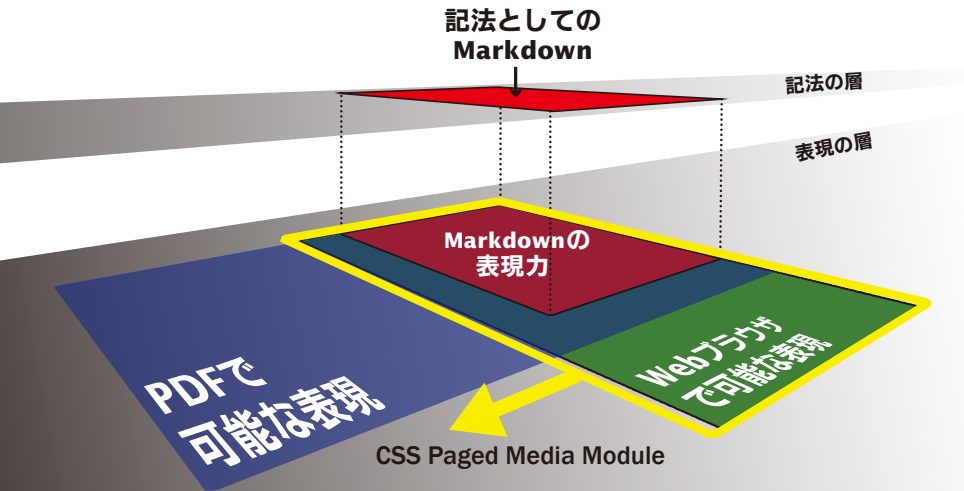 記法としての
Markdown
記法の層
表現の層
Markdownの
表現力
PDFで
可能な表現
Webブラウザ
で可能な表現
CSS Paged Media Module